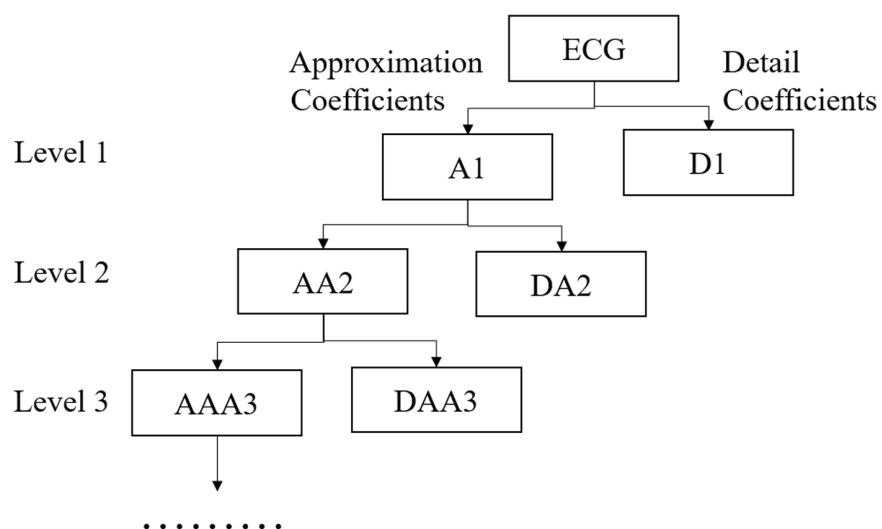 ECG
Approximation
Coefficients
Detail
Coefficients
Level 1
A1
D1
Level 2
AA2
DA2
Level 3
AAA3
DAA3
.........